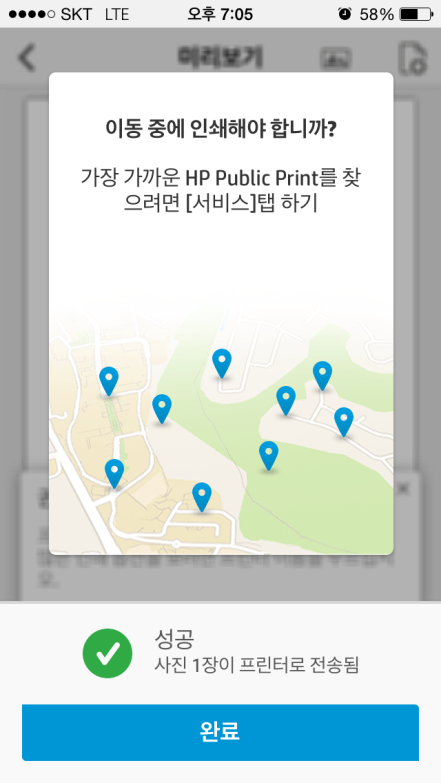 SKT LTE 오후 7:05 58%
미리보기
이동 중에 인쇄해야 합니까?
가장 가까운 HP Public Print를 찾
으려면 [서비스]탭 하기
성공
사진 1장이 프린터로 전송됨
완료